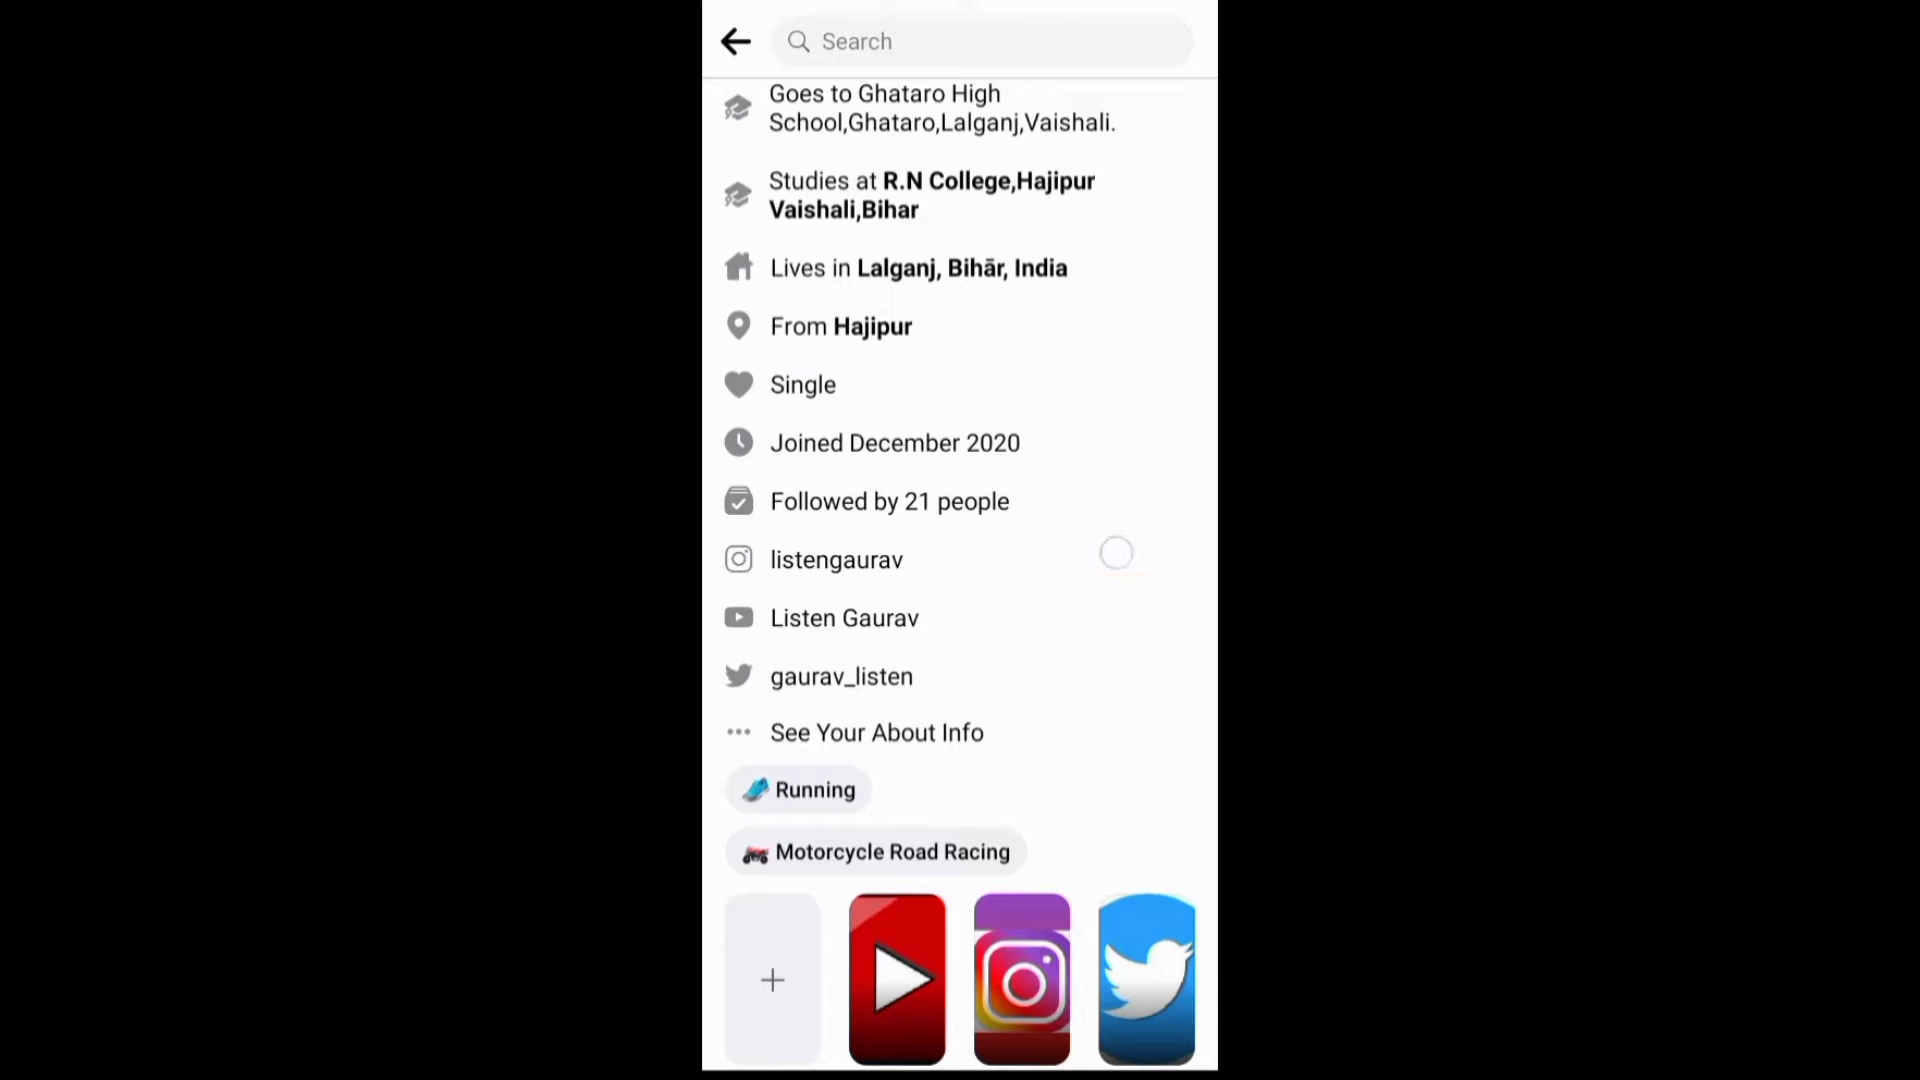 Search
Goes to Ghataro High
School,Ghataro,Lalganj,Vaishali.
Studies at R.N College,Hajipur
Vaishali,Bihar
Lives in Lalganj, Bihār, India
From Hajipur
Single
Joined December 2020
Followed by 21 people
listengaurav
Listen Gaurav
gaurav_listen
See Your About Info
Running
Motorcycle Road Racing